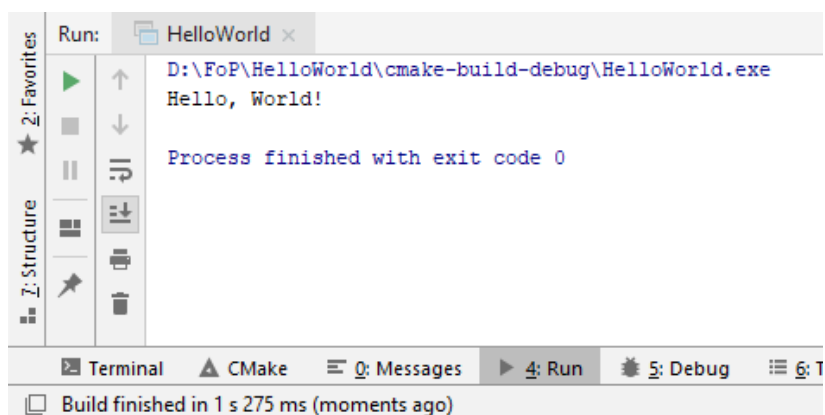 Run: HelloWorld
2: Favorites
D:\FoP\HelloWorld\cmake-build-debug\HelloWorld.exe
Hello, World!
Process finished with exit code 0
7: Structure
Terminal CMake 0: Messages 4: Run 5: Debug 6: T
Build finished in 1 s 275 ms (moments ago)